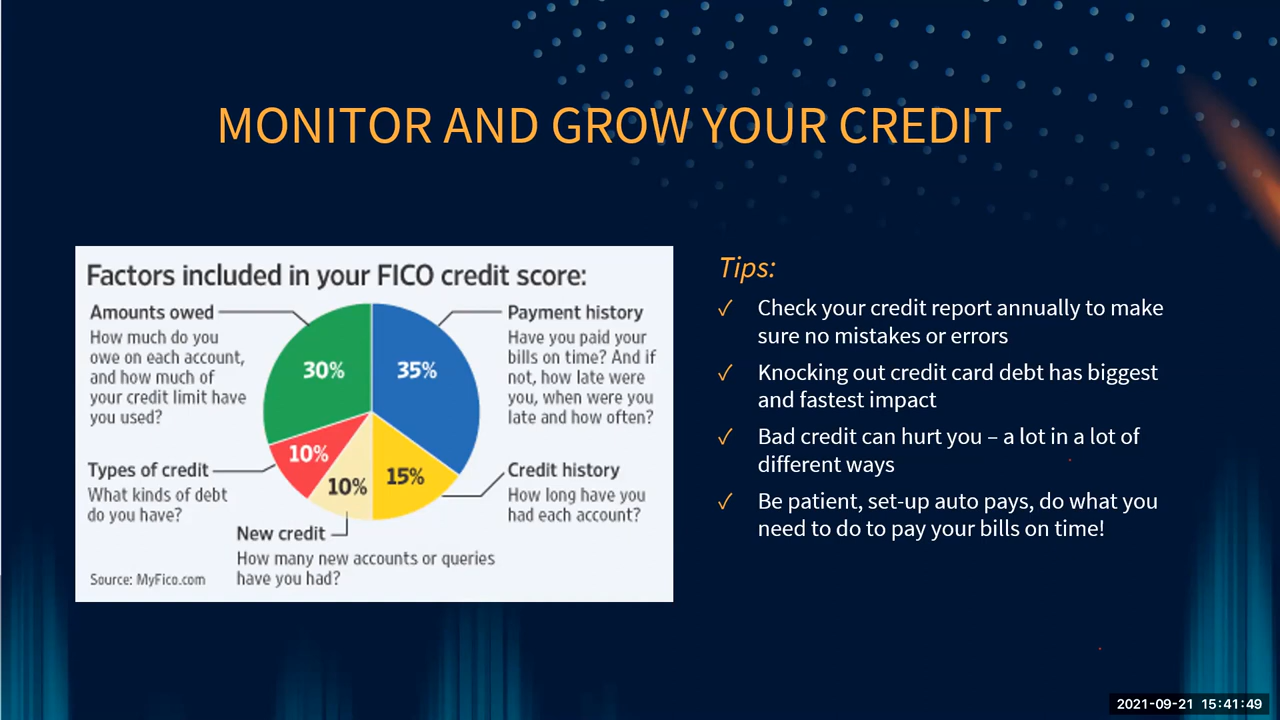 MONITOR AND GROW YOUR CREDIT
Factors included in your FICO credit score:
Amounts owed
How much do you
owe on each account,
and how much of
your credit limit have
you used?
30%
35%
Payment history
Have you paid your
bills on time? And if
not, how late were
you, when were you
late and how often?
Types of credit
What kinds of debt
do you have?
10%
10%
15%
Credit history
How long have you
had each account?
New credit
How many new accounts or queries
have you had?
Source: MyFico.com
Tips:
✓ Check your credit report annually to make
sure no mistakes or errors
✓ Knocking out credit card debt has biggest
and fastest impact
✓ Bad credit can hurt you – a lot in a lot of
different ways
✓ Be patient, set-up auto pays, do what you
need to do to pay your bills on time!
2021-09-21 15:41:49